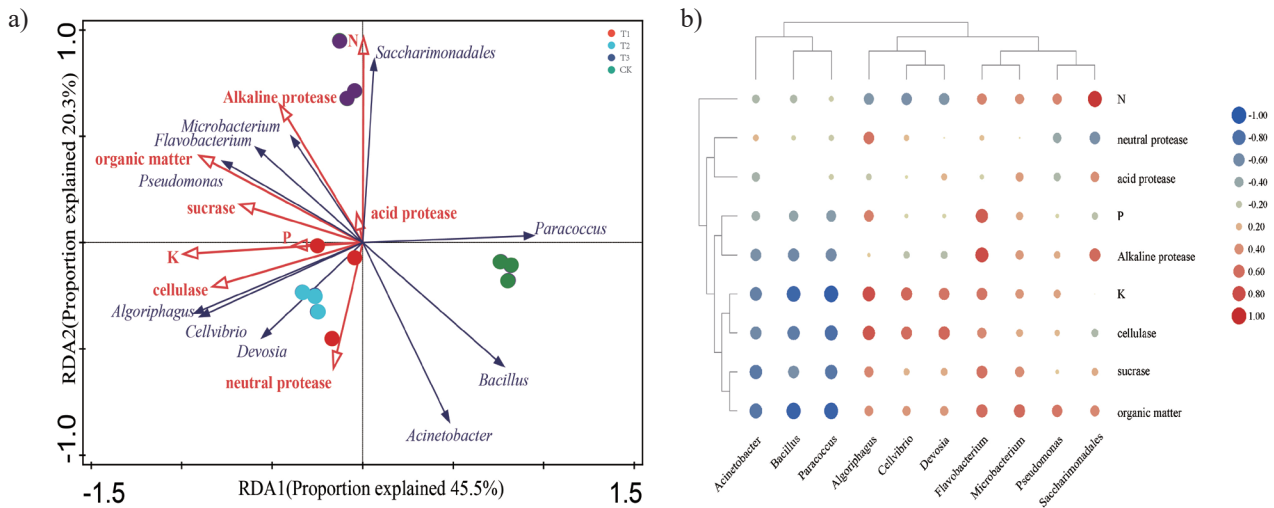 a)
1.0
N
Saccharimonadales
T1
T2
T3
CK
Alkaline protease
Microbacterium
Flavobacterium
organic matter
Pseudomonas
sucrase
acid protease
Paracoccus
P
K
cellulase
Algoriphagus
Cellvibrio
Devosia
neutral protease
Bacillus
Acinetobacter
RDA2(Proportion explained 20.3%)
-1.0
-1.5
RDA1(Proportion explained 45.5%)
1.5
b)
N
neutral protease
acid protease
P
Alkaline protease
K
cellulase
sucrase
organic matter
-1.00
-0.80
-0.60
-0.40
-0.20
0.20
0.40
0.60
0.80
1.00
Acinetobacter
Bacillus
Paracoccus
Algoriphagus
Cellvibrio
Devosia
Flavobacterium
Microbacterium
Pseudomonas
Saccharimonadales